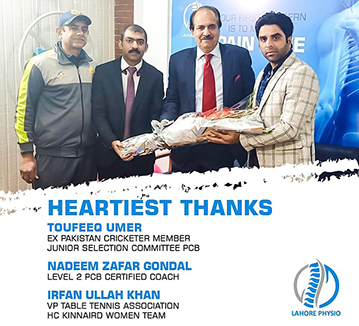 HEARTIEST THANKS
TOUFEEQ UMER
EX PAKISTAN CRICKETER MEMBER
JUNIOR SELECTION COMMITTEE PCB
NADEEM ZAFAR GONDAL
LEVEL 2 PCB CERTIFIED COACH
IRFAN ULLAH KHAN
VP TABLE TENNIS ASSOCIATION
HC KINNAIRD WOMEN TEAM
LAHORE PHYSIO